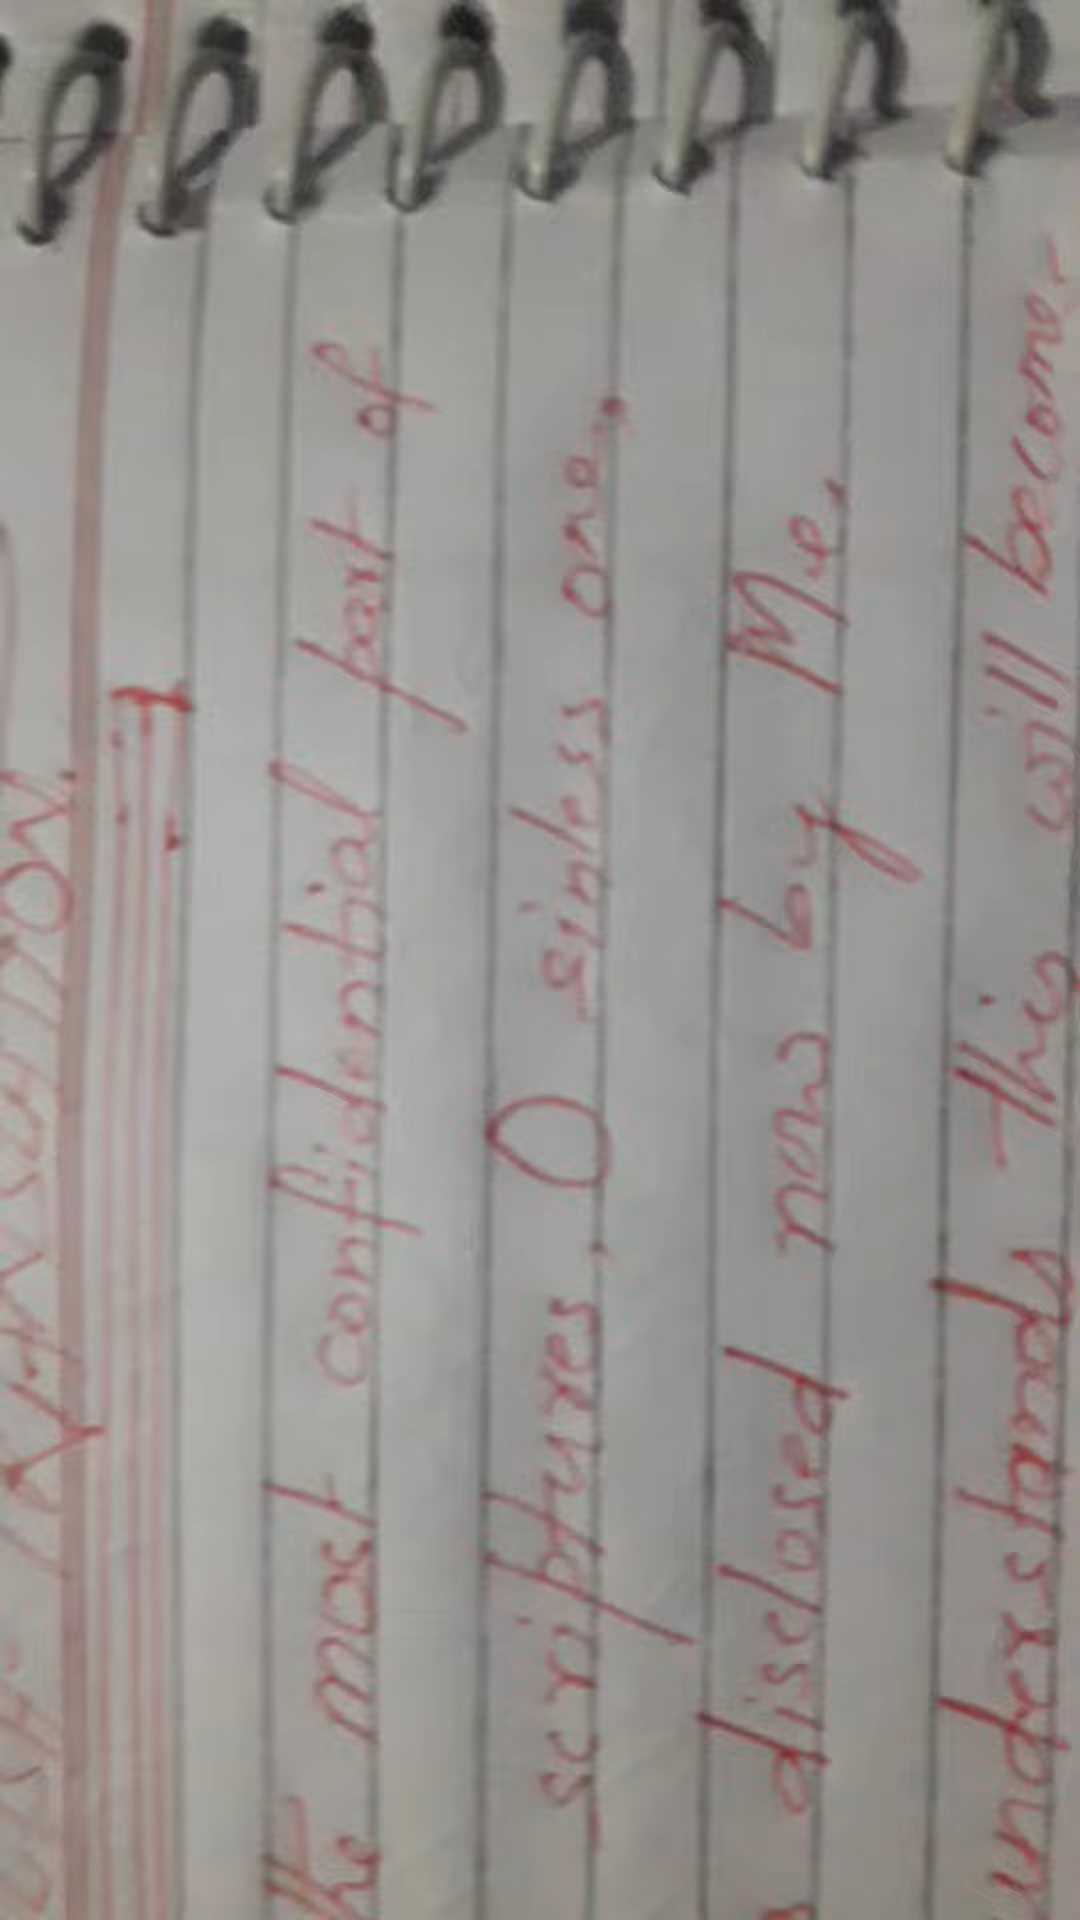 the most confidential part of
scriptures, O sinless one,
disclosed now by Me,
understands this will become